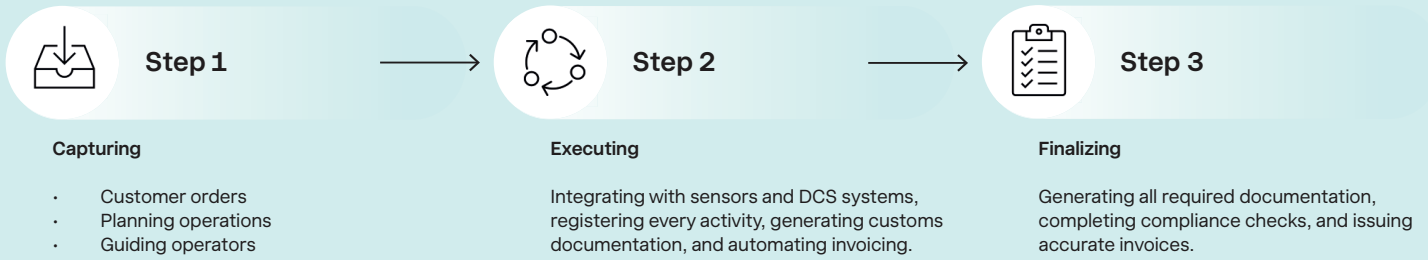 Step 1
Step 2
Step 3
Capturing
· Customer orders
· Planning operations
· Guiding operators
Executing
Integrating with sensors and DCS systems,
registering every activity, generating customs
documentation, and automating invoicing.
Finalizing
Generating all required documentation,
completing compliance checks, and issuing
accurate invoices.